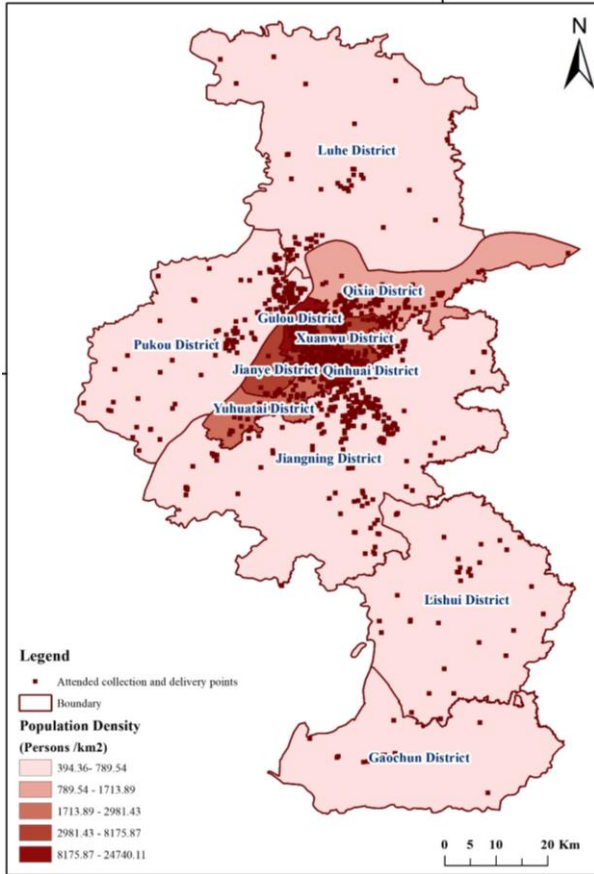 N
Luhe District
Qixia District
Gulou District
Xuanwu District
Pukou District
Jianye District
Qinhuai District
Yuhuatai District
Jiangning District
Lishui District
Gaochun District
Legend
Attended collection and delivery points
Boundary
Population Density
(Persons /km2)
394.36- 789.54
789.54 - 1713.89
1713.89 - 2981.43
2981.43 - 8175.87
8175.87 - 24740.11
0 5 10 20 Km